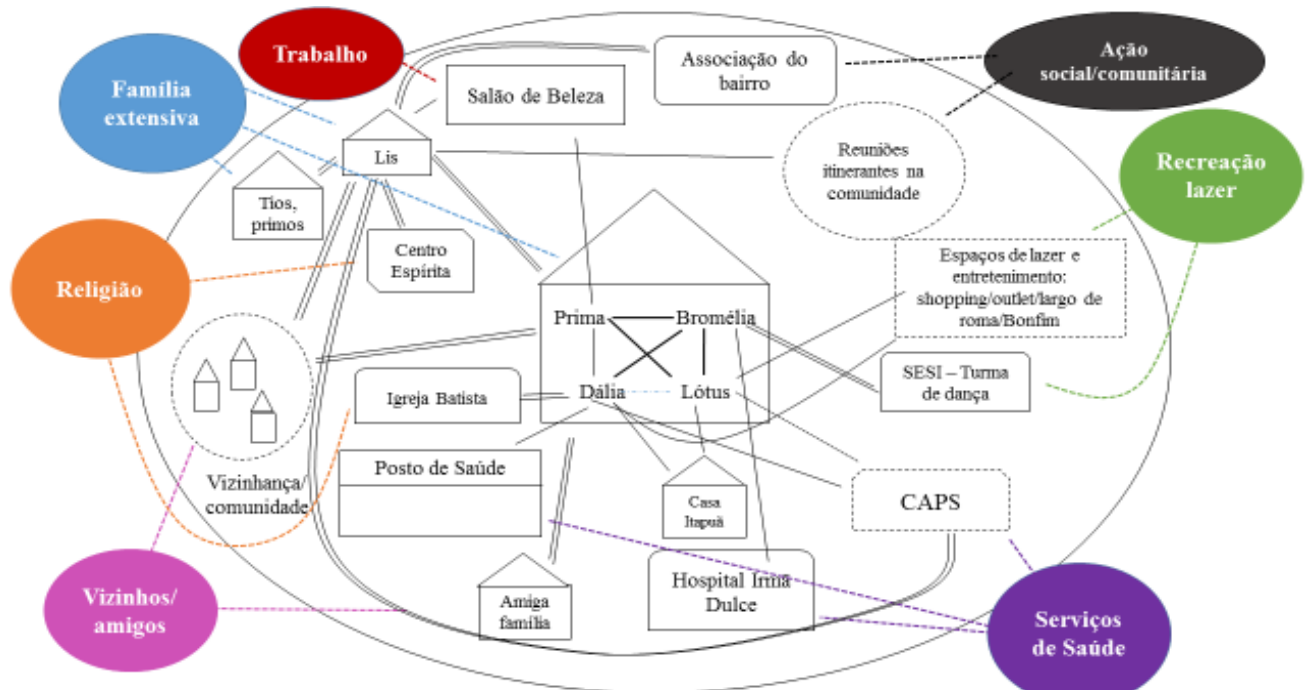 Trabalho
Associação do
bairro
Ação
social/comunitária
Família
extensiva
Salão de Beleza
Lis
Reuniões
itinerantes na
comunidade
Recreação
lazer
Tios,
primos
Centro
Espírita
Espaços de lazer e
entretenimento:
shopping/outlet/largo de
roma/Bonfim
Religião
Prima
Bromélia
SESI – Turma
de dança
Igreja Batista
Dália
Lótus
Posto de Saúde
Vizinhança/
comunidade
Casa
Itapuã
CAPS
Vizinhos/
amigos
Amiga
família
Hospital Irmã
Dulce
Serviços
de Saúde